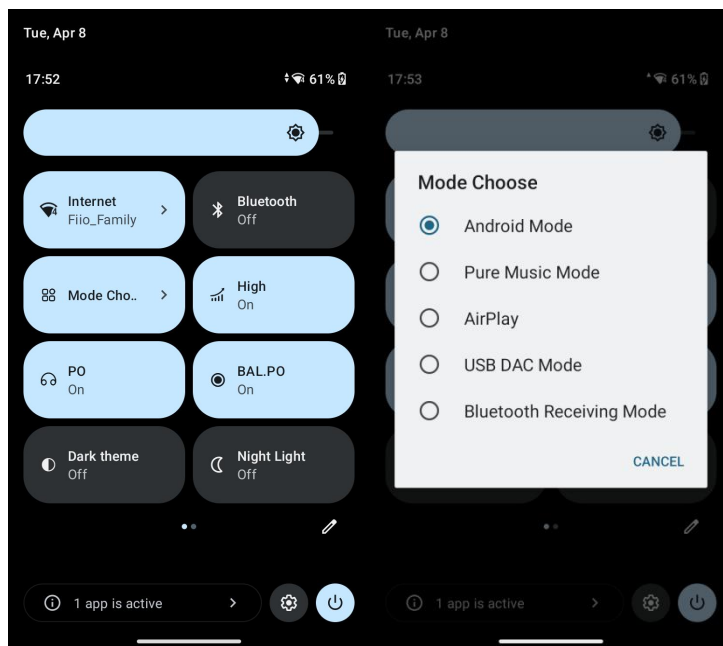 Tue, Apr 8
17:52
61%
Internet
Fiio_Family
Bluetooth
Off
Mode Cho..
High
On
PO
On
BAL.PO
On
Dark theme
Off
Night Light
Off
1 app is active
Tue, Apr 8
17:53
61%
Mode Choose
Android Mode
Pure Music Mode
AirPlay
USB DAC Mode
Bluetooth Receiving Mode
CANCEL
1 app is active